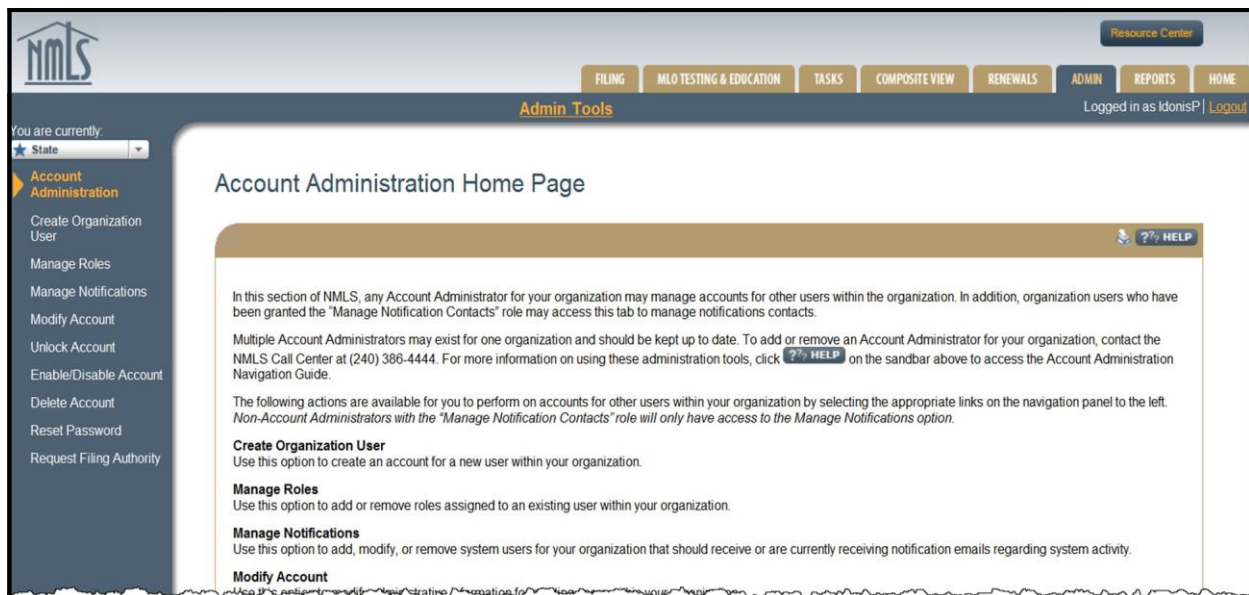 NMLS
Resource Center
FILING
MLO TESTING & EDUCATION
TASKS
COMPOSITE VIEW
RENEWALS
ADMIN
REPORTS
HOME
Admin Tools
Logged in as IdonisP | Logout
You are currently:
State
Account
Administration
Create Organization
User
Manage Roles
Manage Notifications
Modify Account
Unlock Account
Enable/Disable Account
Delete Account
Reset Password
Request Filing Authority
Account Administration Home Page
??? HELP
In this section of NMLS, any Account Administrator for your organization may manage accounts for other users within the organization. In addition, organization users who have
been granted the "Manage Notification Contacts" role may access this tab to manage notifications contacts.
Multiple Account Administrators may exist for one organization and should be kept up to date. To add or remove an Account Administrator for your organization, contact the
NMLS Call Center at (240) 386-4444. For more information on using these administration tools, click ??? HELP on the sandbar above to access the Account Administration
Navigation Guide.
The following actions are available for you to perform on accounts for other users within your organization by selecting the appropriate links on the navigation panel to the left.
Non-Account Administrators with the "Manage Notification Contacts" role will only have access to the Manage Notifications option.
Create Organization User
Use this option to create an account for a new user within your organization.
Manage Roles
Use this option to add or remove roles assigned to an existing user within your organization.
Manage Notifications
Use this option to add, modify, or remove system users for your organization that should receive or are currently receiving notification emails regarding system activity.
Modify Account